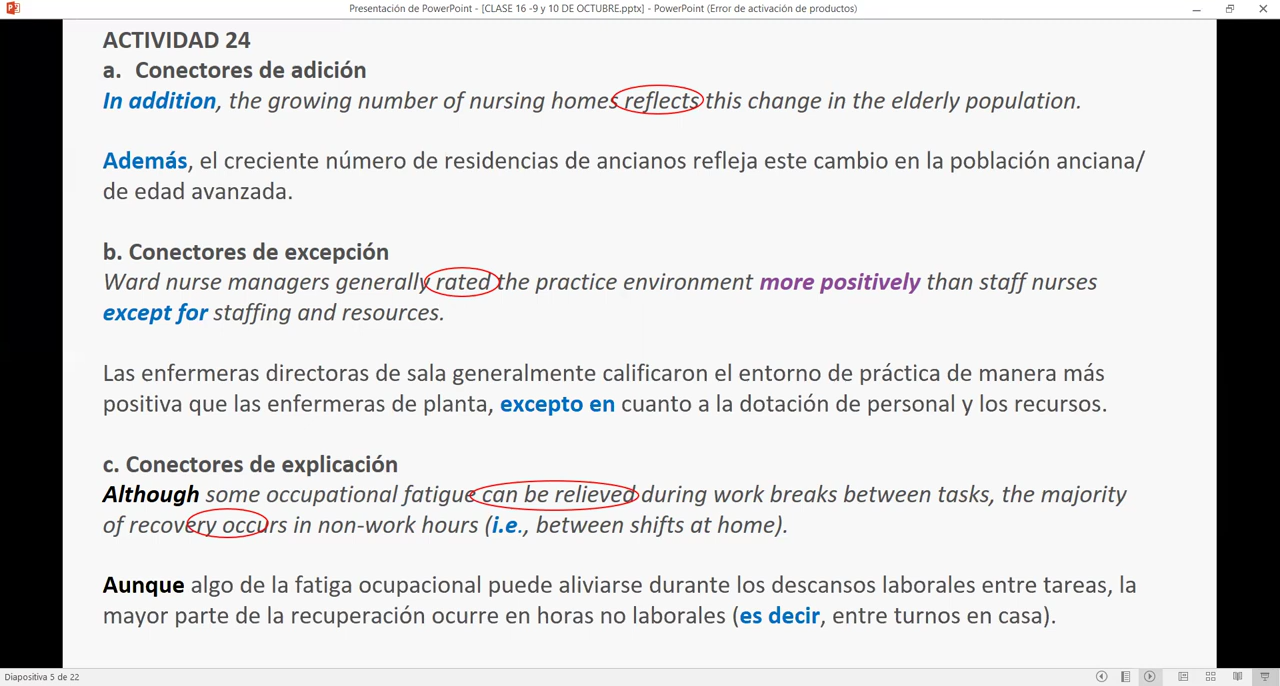 Presentación de PowerPoint - [CLASE 16 -9 y 10 DE OCTUBRE.pptx] - PowerPoint (Error de activación de productos)
ACTIVIDAD 24
a. Conectores de adición
In addition, the growing number of nursing homes reflects this change in the elderly population.
Además, el creciente número de residencias de ancianos refleja este cambio en la población anciana/
de edad avanzada.
b. Conectores de excepción
Ward nurse managers generally rated the practice environment more positively than staff nurses
except for staffing and resources.
Las enfermeras directoras de sala generalmente calificaron el entorno de práctica de manera más
positiva que las enfermeras de planta, excepto en cuanto a la dotación de personal y los recursos.
c. Conectores de explicación
Although some occupational fatigue can be relieved during work breaks between tasks, the majority
of recovery occurs in non-work hours (i.e., between shifts at home).
Aunque algo de la fatiga ocupacional puede aliviarse durante los descansos laborales entre tareas, la
mayor parte de la recuperación ocurre en horas no laborales (es decir, entre turnos en casa).
Diapositiva 5 de 22